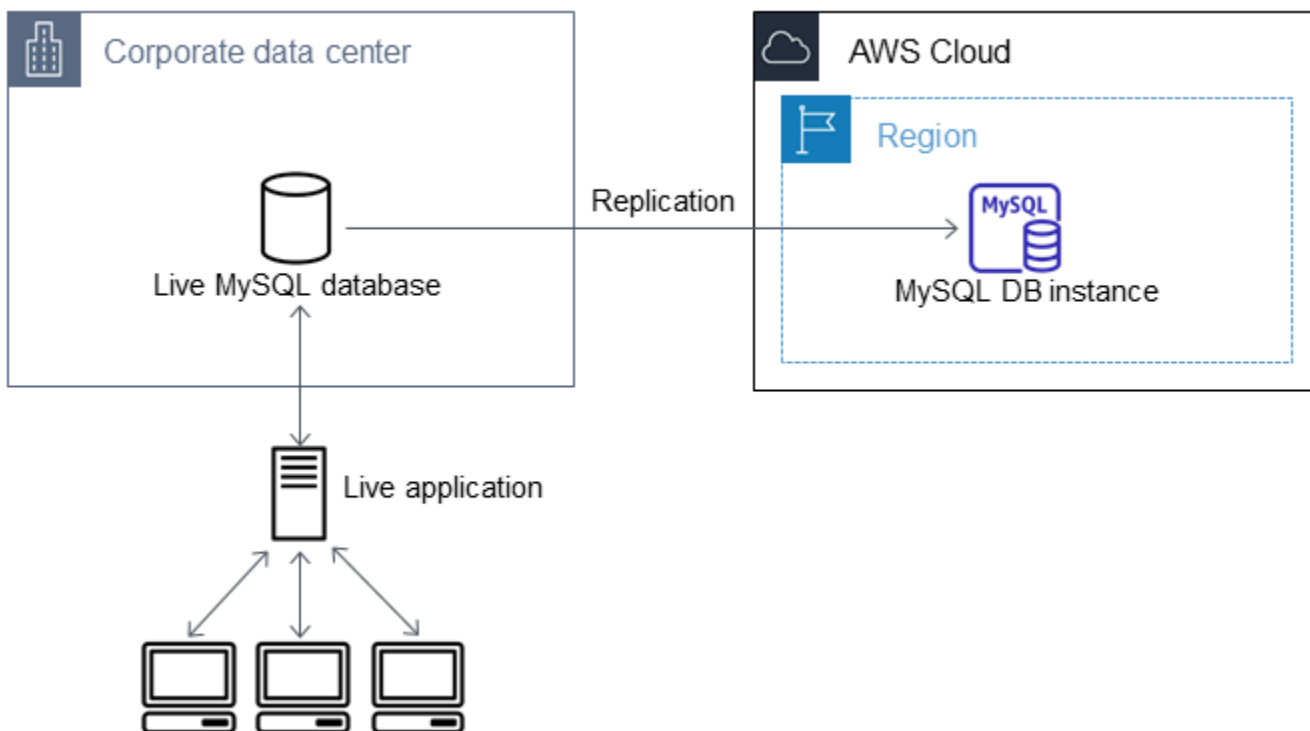 Corporate data center
AWS Cloud
Region
Replication
MySQL
Live MySQL database
MySQL DB instance
Live application